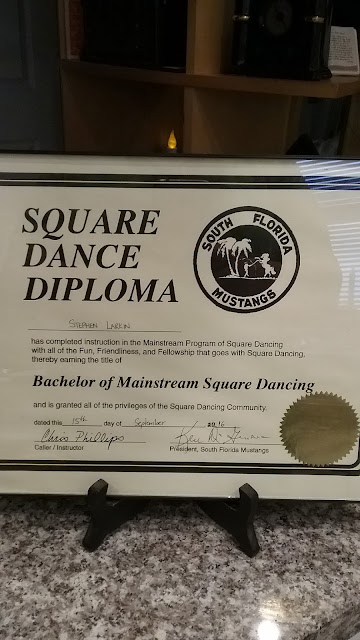 SQUARE
DANCE
DIPLOMA
SOUTH FLORIDA
MUSTANGS
STEPHEN LARKIN
has completed instruction in the Mainstream Program of Square Dancing
with all of the Fun, Friendliness, and Fellowship that goes with Square Dancing,
thereby earning the title of
Bachelor of Mainstream Square Dancing
and is granted all of the privileges of the Square Dancing Community.
dated this 15th day of September 2016
Chris Phillips
Caller / Instructor
President, South Florida Mustangs